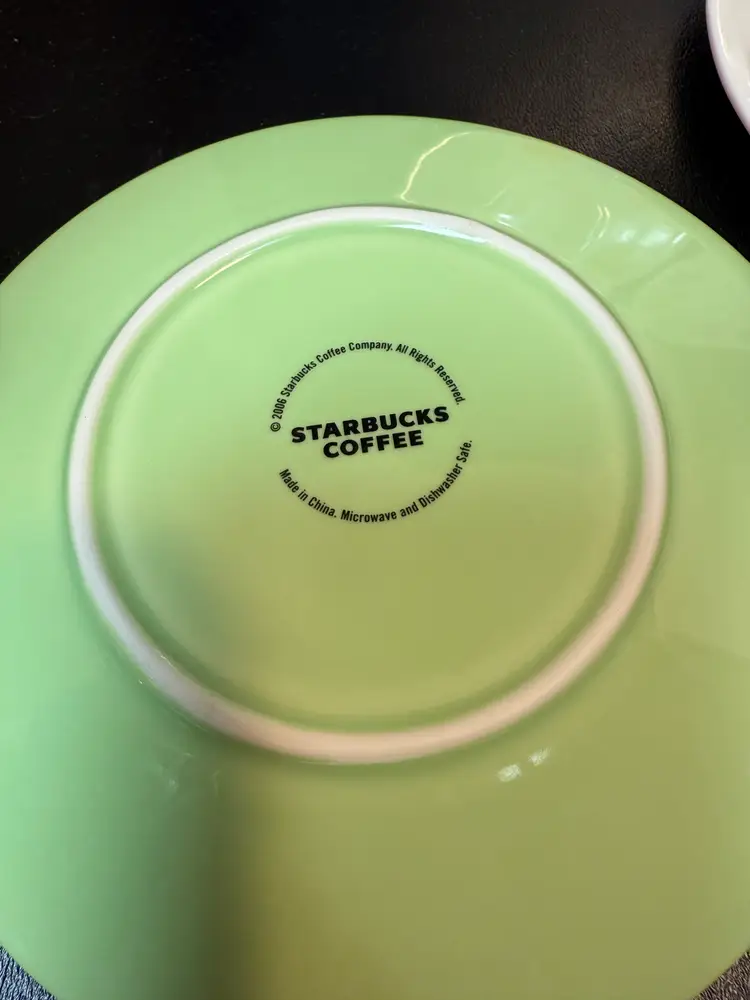 © 2006 Starbucks Coffee Company. All Rights Reserved.
STARBUCKS
COFFEE
Made in China. Microwave and Dishwasher Safe.